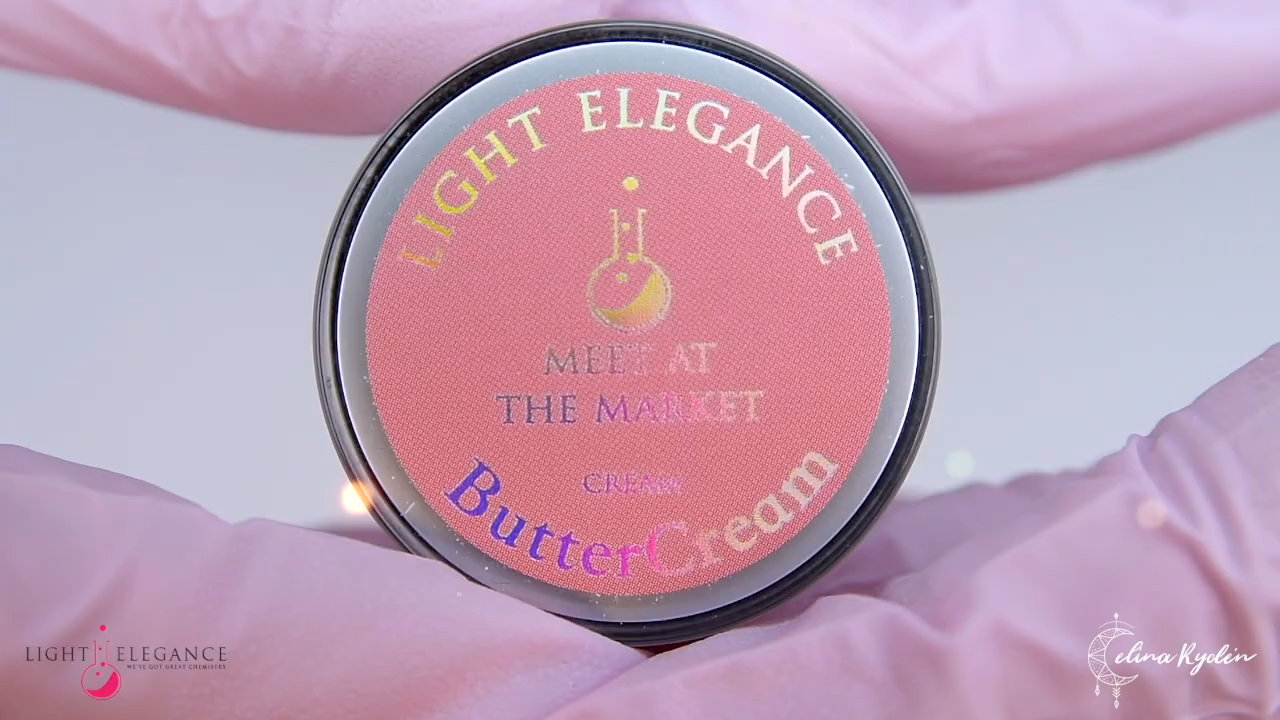 LIGHT ELEGANCE
MEET AT
THE MARKET
CREAM
ButterCream
LIGHT ELEGANCE
WE'VE GOT GREAT CHEMISTRY
Celina Rydén